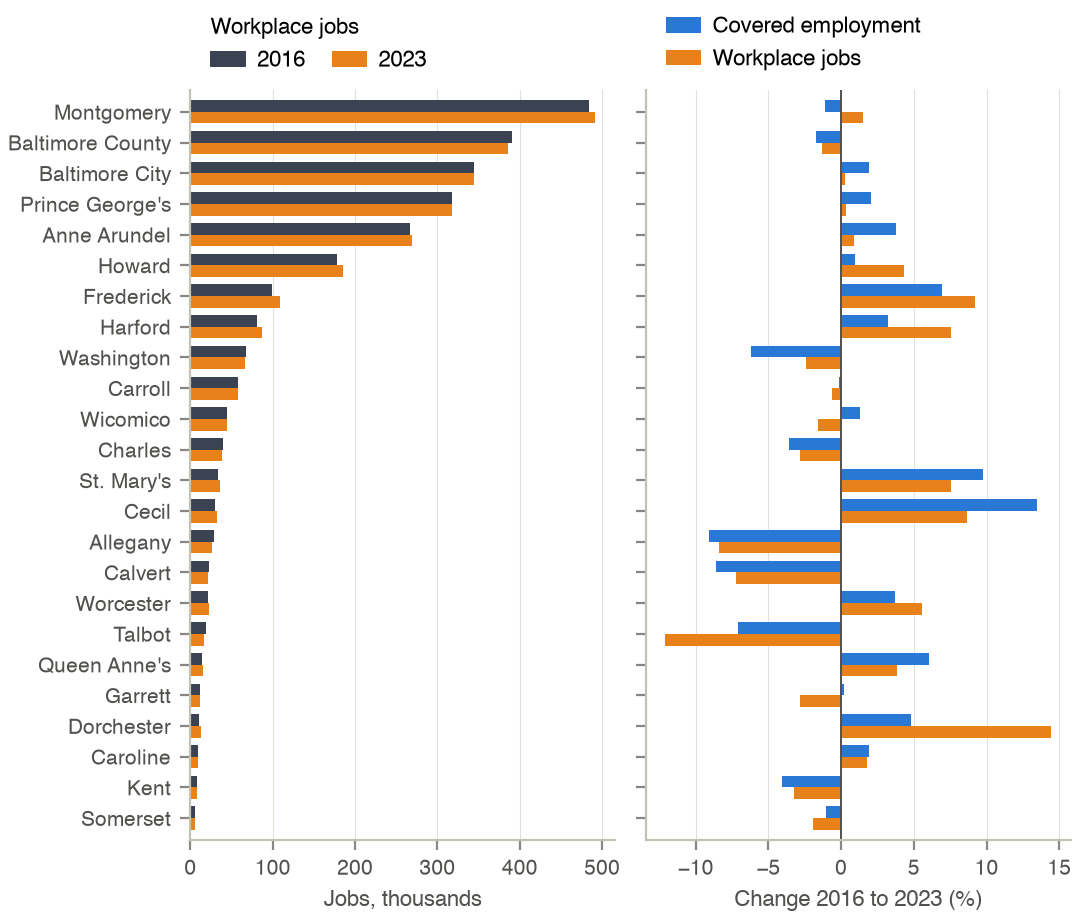 Workplace jobs
2016 2023
Covered employment
Workplace jobs
Montgomery
Baltimore County
Baltimore City
Prince George's
Anne Arundel
Howard
Frederick
Harford
Washington
Carroll
Wicomico
Charles
St. Mary's
Cecil
Allegany
Calvert
Worcester
Talbot
Queen Anne's
Garrett
Dorchester
Caroline
Kent
Somerset
0 100 200 300 400 500
Jobs, thousands
−10 −5 0 5 10 15
Change 2016 to 2023 (%)